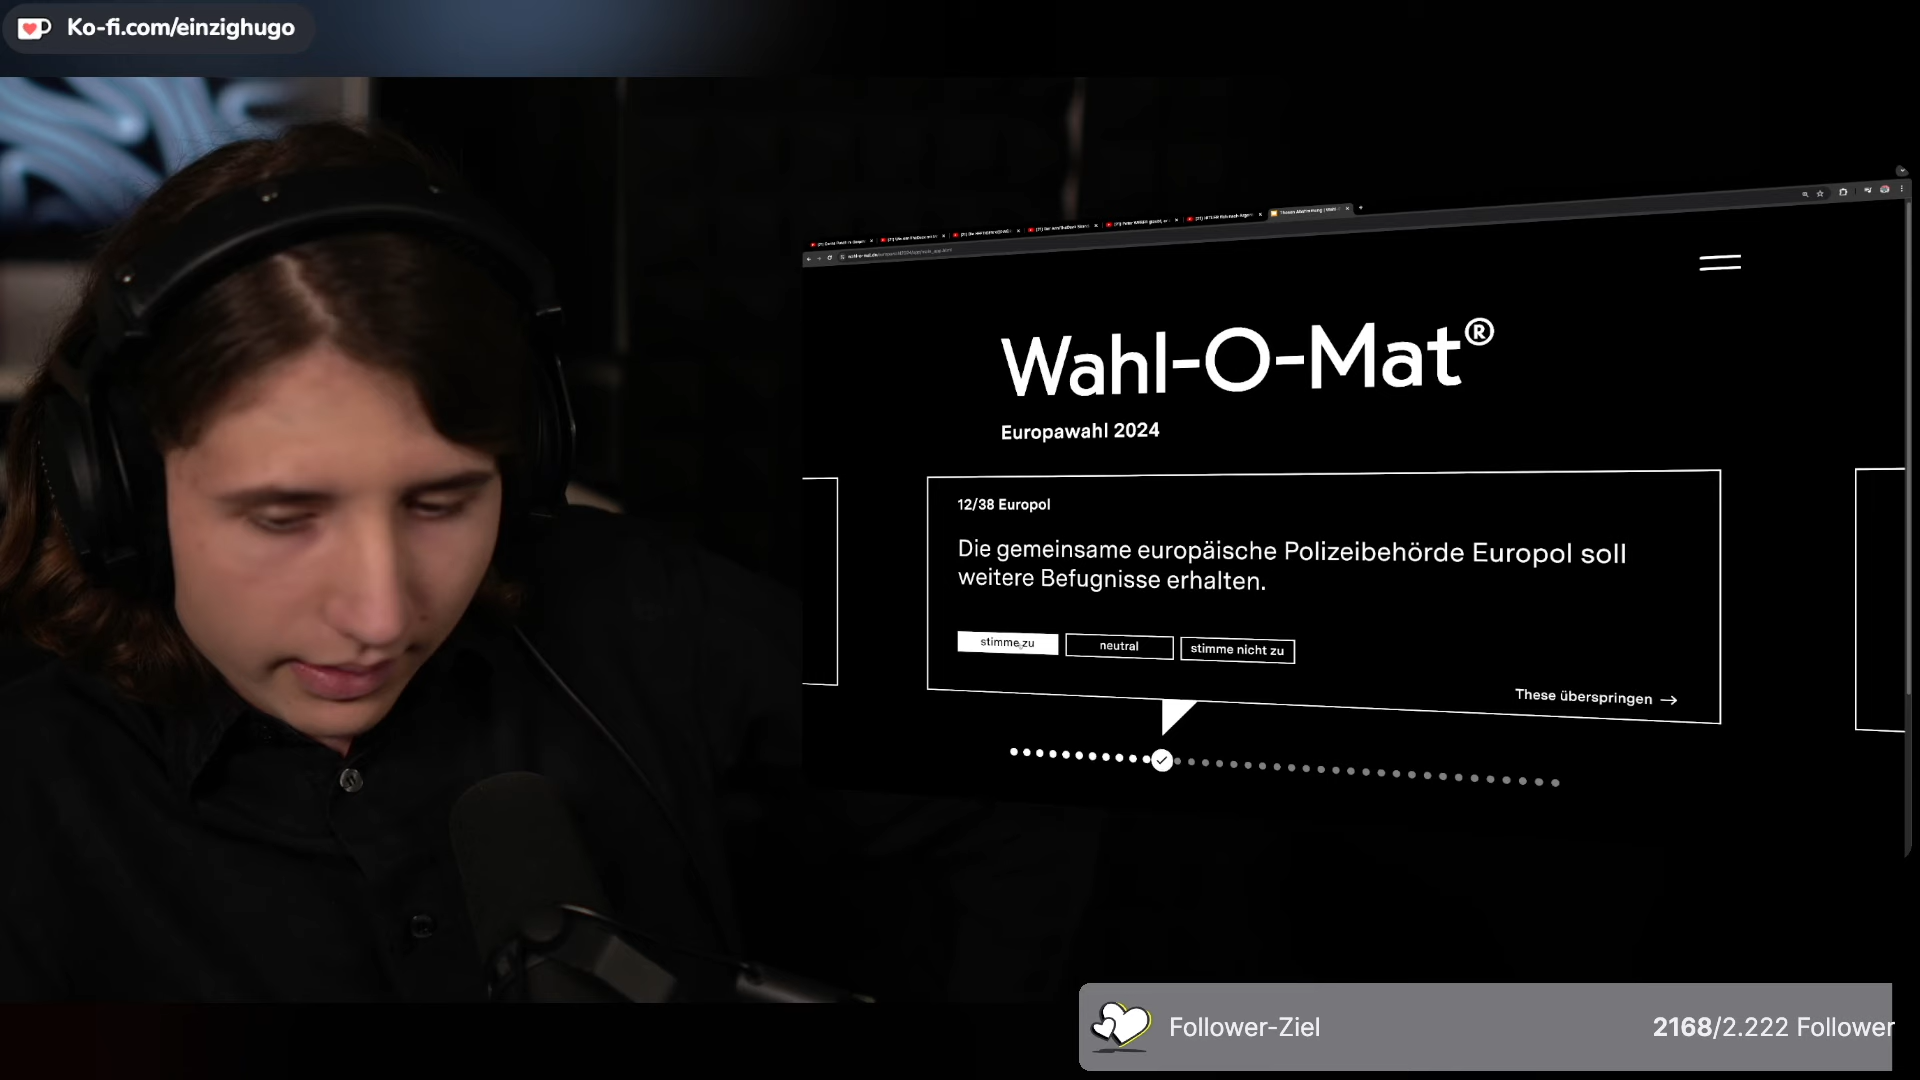 Ko-fi.com/einzighugo
Wahl-O-Mat®
Europawahl 2024
12/38 Europol
Die gemeinsame europäische Polizeibehörde Europol soll
weitere Befugnisse erhalten.
stimme zu
neutral
stimme nicht zu
These überspringen →
Follower-Ziel
2168/2.222 Follower